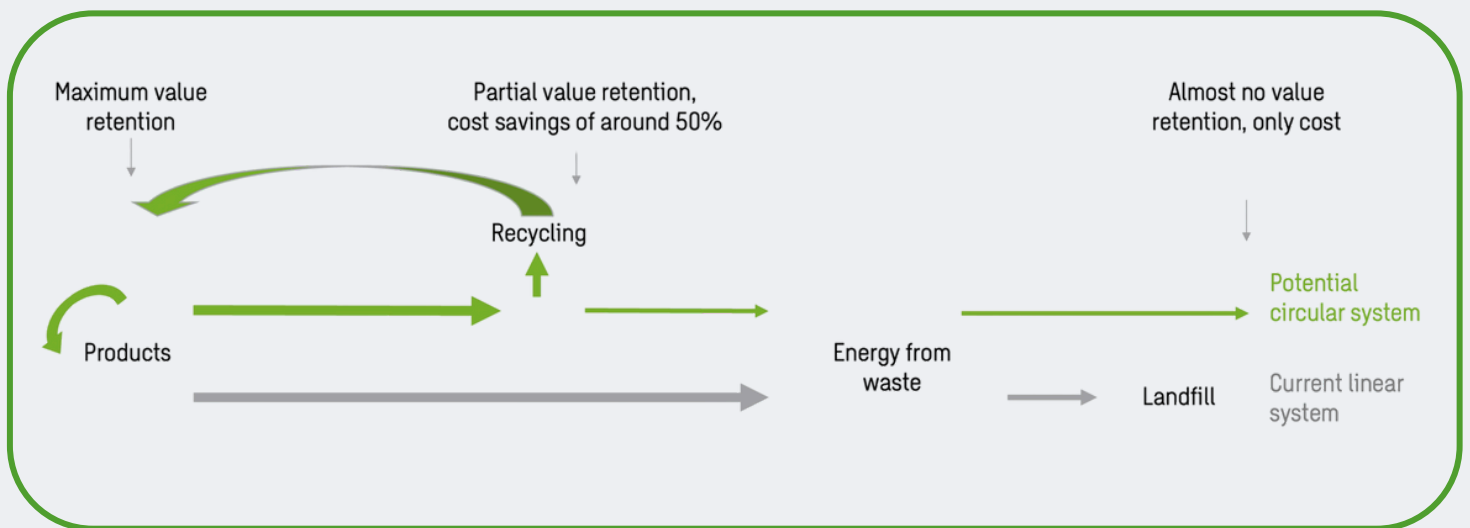 Maximum value
retention
Partial value retention,
cost savings of around 50%
Almost no value
retention, only cost
Recycling
Potential
circular system
Products
Energy from
waste
Landfill
Current linear
system